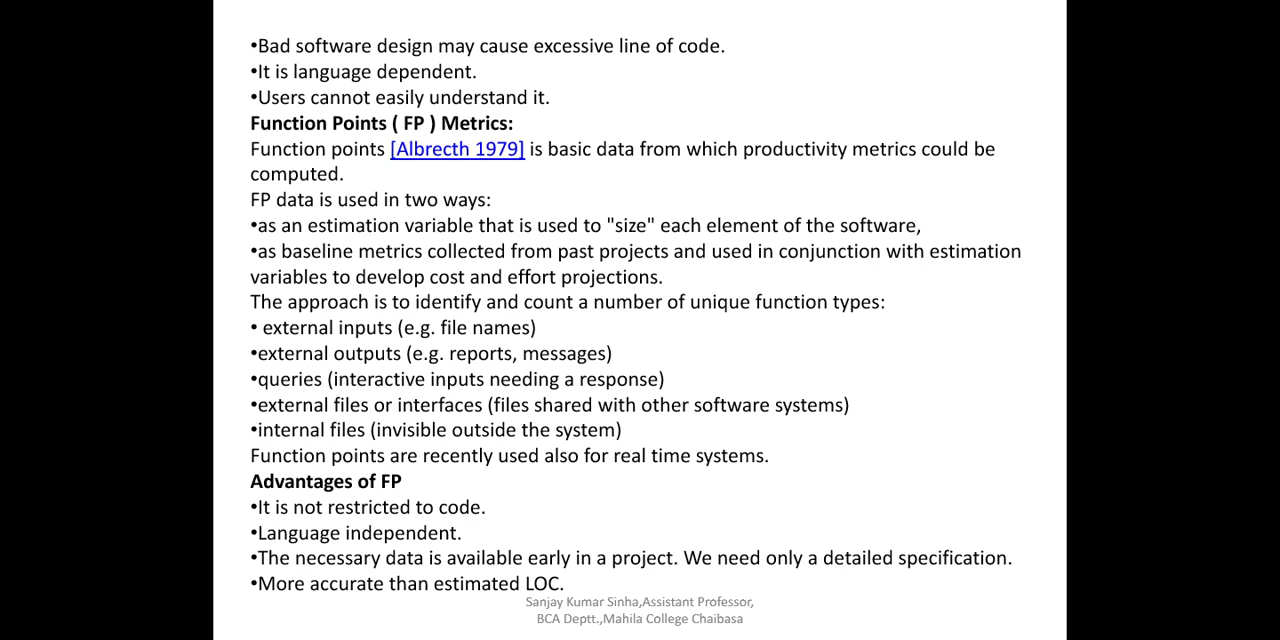 •Bad software design may cause excessive line of code.
•It is language dependent.
•Users cannot easily understand it.
Function Points ( FP ) Metrics:
Function points [Albrecth 1979] is basic data from which productivity metrics could be
computed.
FP data is used in two ways:
•as an estimation variable that is used to "size" each element of the software,
•as baseline metrics collected from past projects and used in conjunction with estimation
variables to develop cost and effort projections.
The approach is to identify and count a number of unique function types:
• external inputs (e.g. file names)
•external outputs (e.g. reports, messages)
•queries (interactive inputs needing a response)
•external files or interfaces (files shared with other software systems)
•internal files (invisible outside the system)
Function points are recently used also for real time systems.
Advantages of FP
•It is not restricted to code.
•Language independent.
•The necessary data is available early in a project. We need only a detailed specification.
•More accurate than estimated LOC.
Sanjay Kumar Sinha,Assistant Professor,
BCA Deptt.,Mahila College Chaibasa